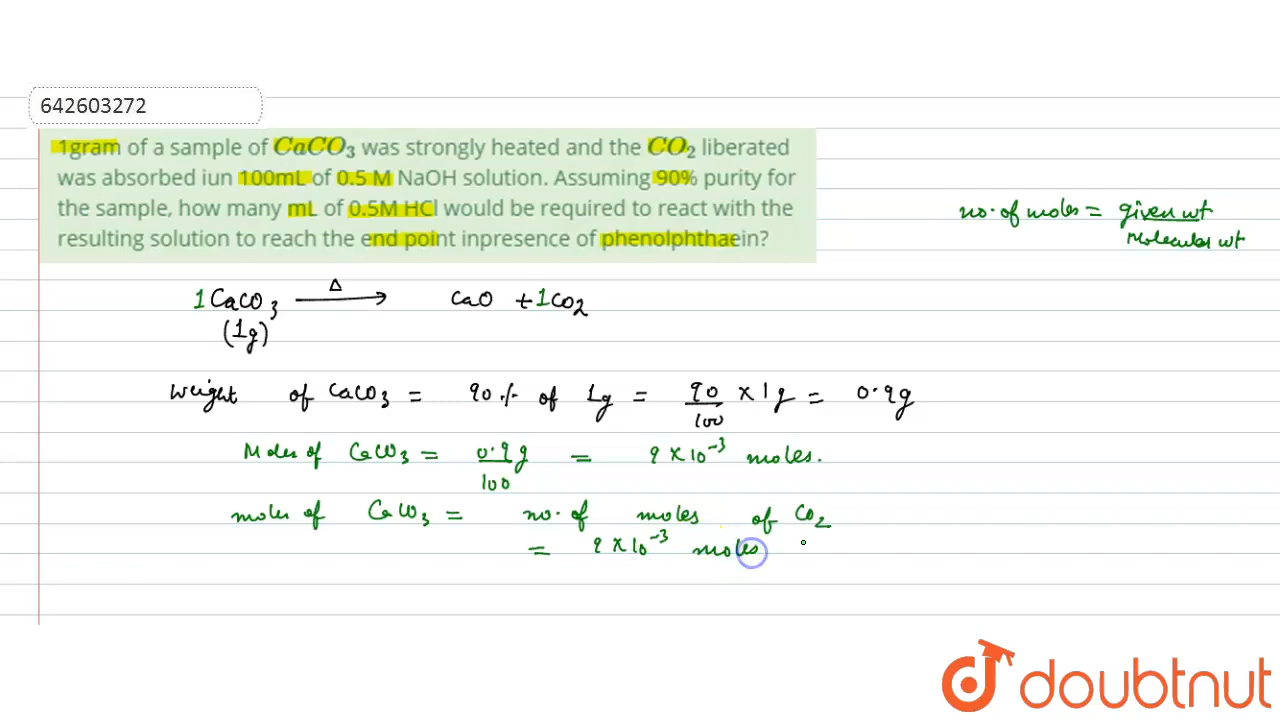 642603272
1gram of a sample of CaCO₃ was strongly heated and the CO₂ liberated
was absorbed iun 100mL of 0.5 M NaOH solution. Assuming 90% purity for
the sample, how many mL of 0.5M HCl would be required to react with the
resulting solution to reach the end point inpresence of phenolphthaein?
no. of moles = given wt / Molecular wt
1CaCO₃ —Δ→ CaO + 1CO₂
(1g)
Weight of CaCO₃ = 90 % of 1g = 90/100 × 1g = 0.9g
Moles of CaCO₃ = 0.9g/100 = 9 × 10⁻³ moles.
moles of CaCO₃ = no. of moles of CO₂
= 9 × 10⁻³ moles
doubtnut